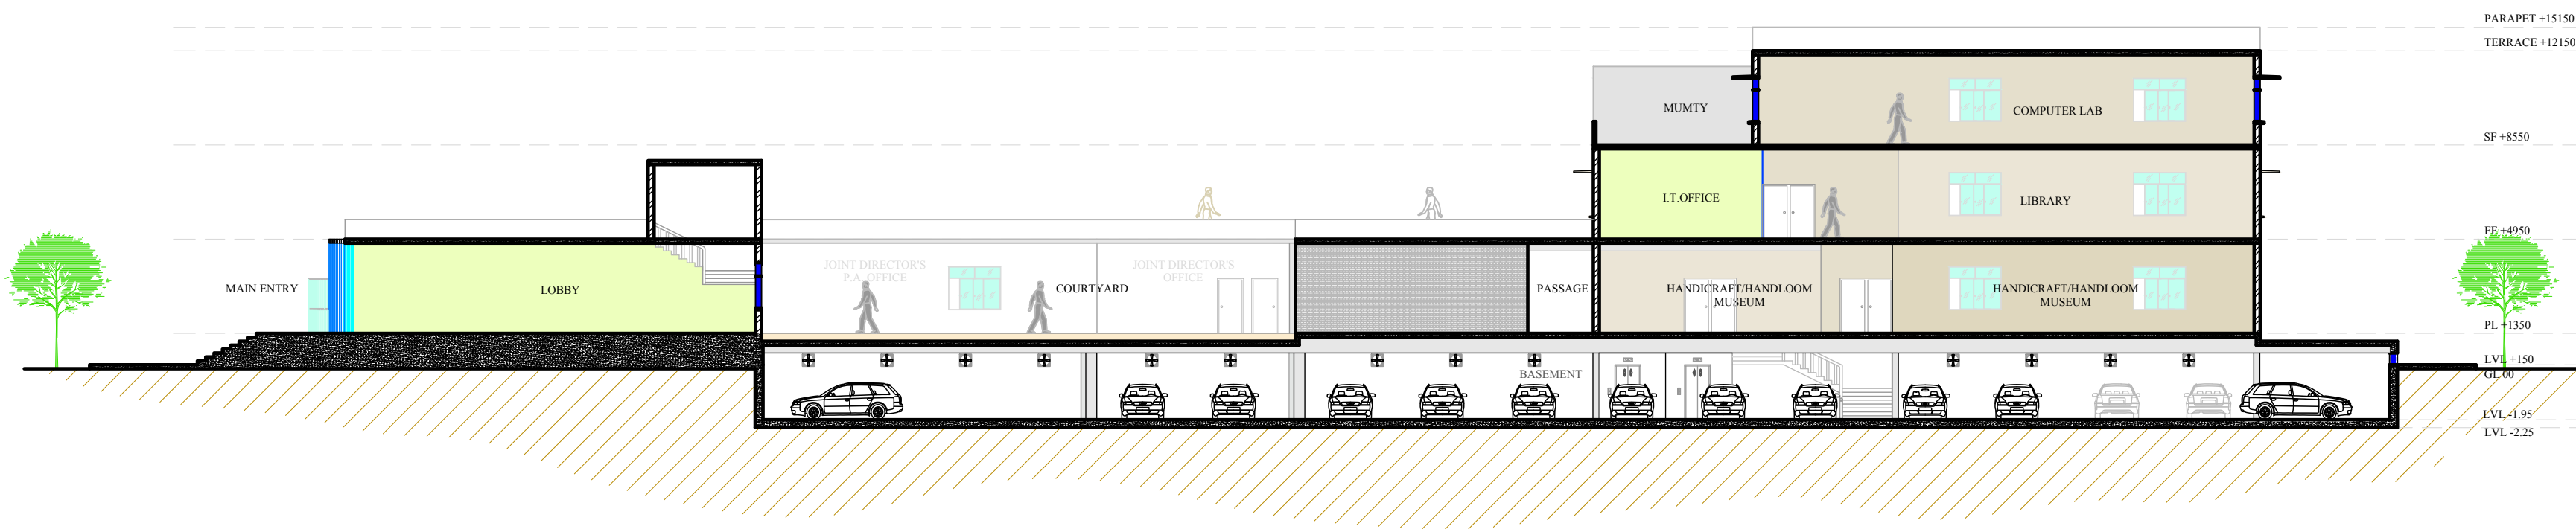 PARAPET +15150
TERRACE +12150
MUMTY
COMPUTER LAB
SF +8550
I.T.OFFICE
LIBRARY
FF +4950
JOINT DIRECTOR'S
P.A. OFFICE
JOINT DIRECTOR'S
OFFICE
MAIN ENTRY
LOBBY
COURTYARD
PASSAGE
HANDICRAFT/HANDLOOM
MUSEUM
HANDICRAFT/HANDLOOM
MUSEUM
PL +1350
LVL +150
BASEMENT
GL 00
LVL -1.95
LVL -2.25